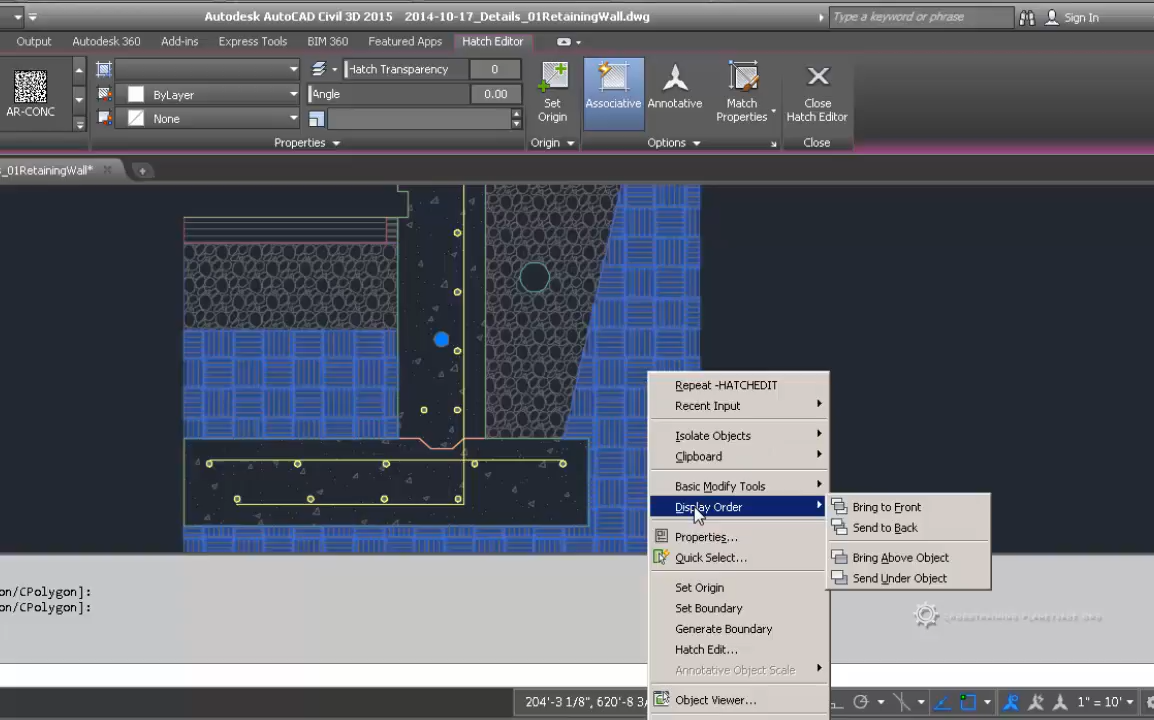 Autodesk AutoCAD Civil 3D 2015 2014-10-17_Details_01RetainingWall.dwg
Type a keyword or phrase
Sign In
Output Autodesk 360 Add-ins Express Tools BIM 360 Featured Apps Hatch Editor
Hatch Transparency 0
ByLayer Angle 0.00
AR-CONC
None
Set Origin
Associative
Annotative
Match Properties
Close Hatch Editor
Properties Origin Options Close
s_01RetainingWall*
Repeat -HATCHEDIT
Recent Input
Isolate Objects
Clipboard
Basic Modify Tools
Display Order
Properties...
Quick Select...
Set Origin
Set Boundary
Generate Boundary
Hatch Edit...
Annotative Object Scale
Object Viewer...
Bring to Front
Send to Back
Bring Above Object
Send Under Object
on/CPolygon]:
on/CPolygon]:
204'-3 1/8", 620'-8 3/
1" = 10'